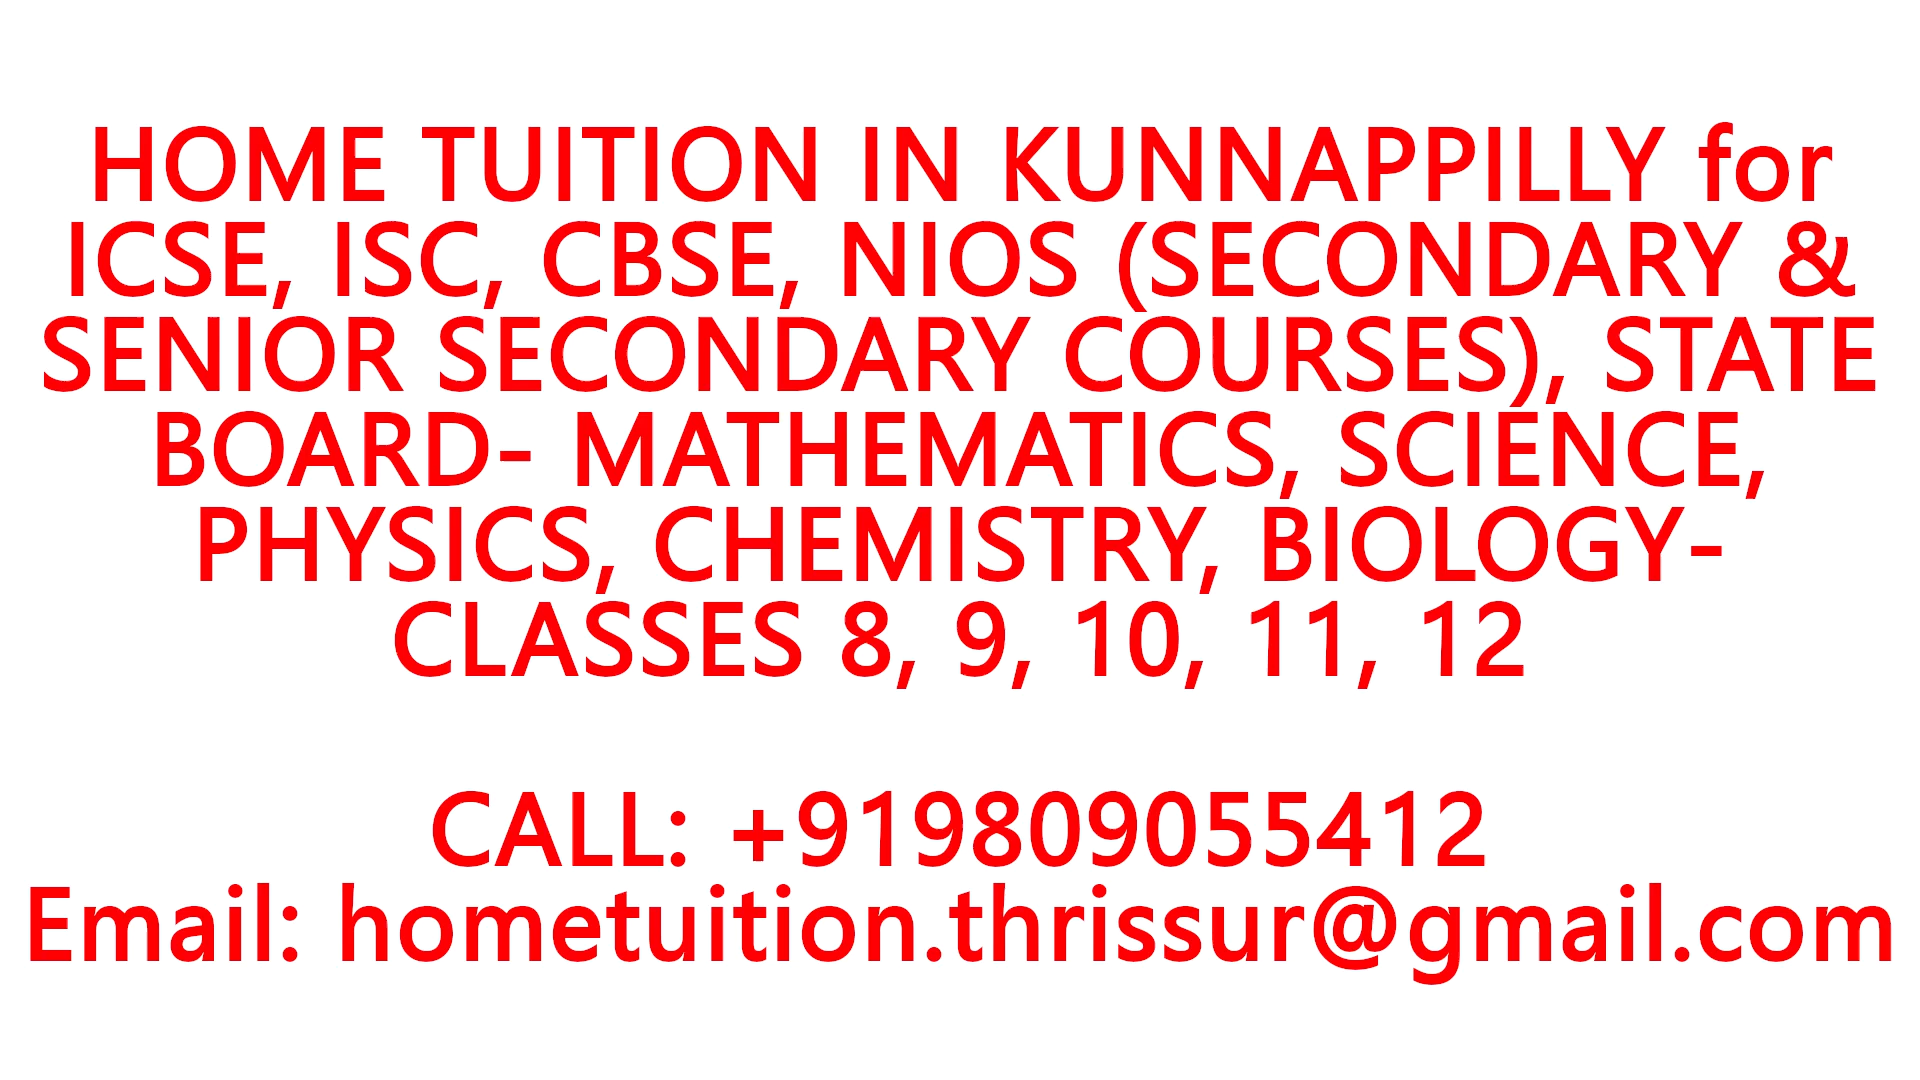 HOME TUITION IN KUNNAPPILLY for
ICSE, ISC, CBSE, NIOS (SECONDARY &
SENIOR SECONDARY COURSES), STATE
BOARD- MATHEMATICS, SCIENCE,
PHYSICS, CHEMISTRY, BIOLOGY-
CLASSES 8, 9, 10, 11, 12
CALL: +919809055412
Email: hometuition.thrissur@gmail.com